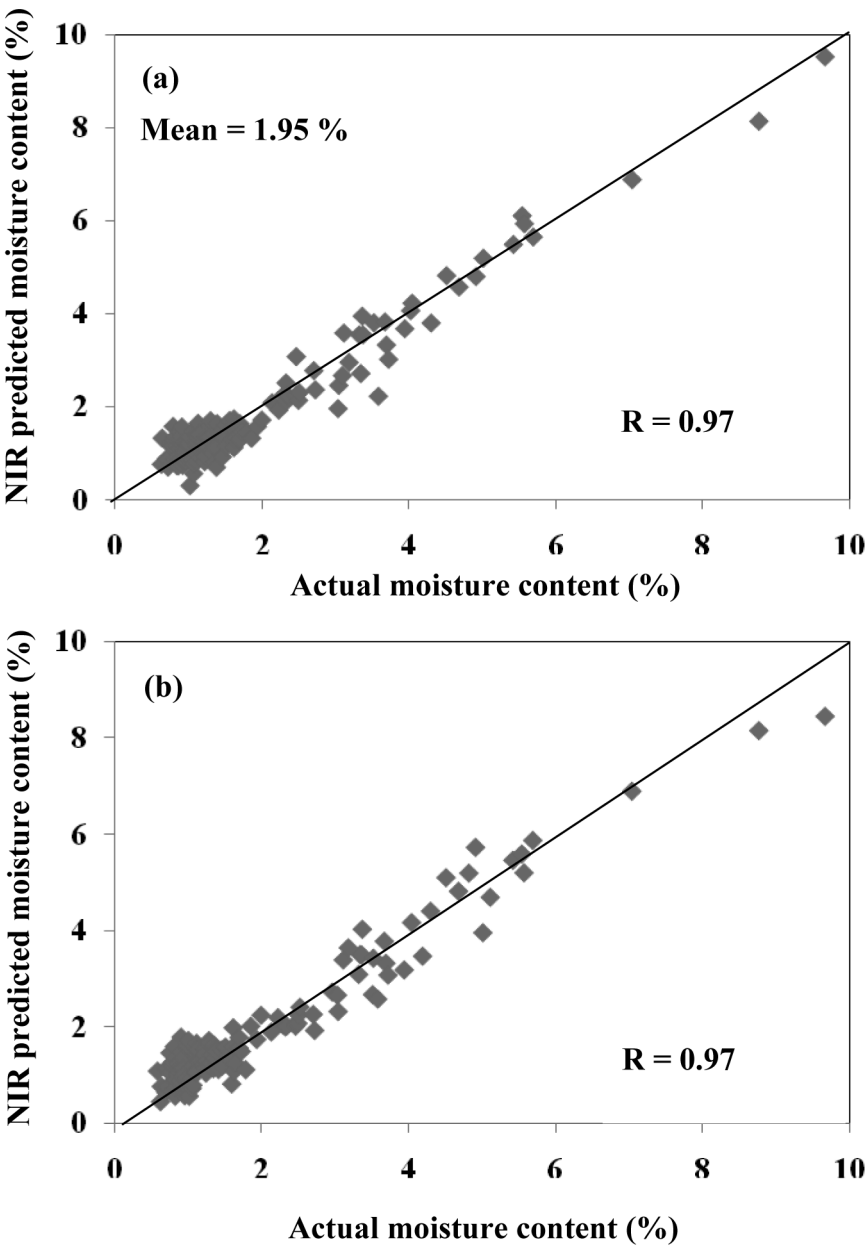 NIR predicted moisture content (%)
10
8
6
4
2
0
(a)
Mean = 1.95 %
R = 0.97
0 2 4 6 8 10
Actual moisture content (%)
NIR predicted moisture content (%)
10
8
6
4
2
0
(b)
R = 0.97
0 2 4 6 8 10
Actual moisture content (%)